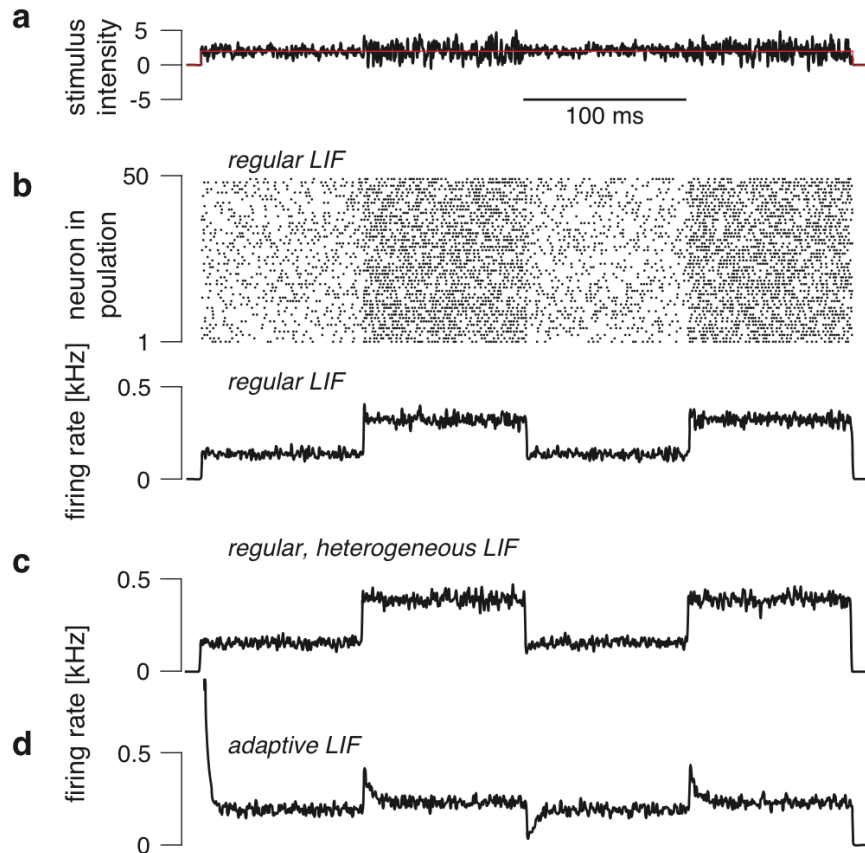 a
stimulus
intensity
5
0
-5
100 ms
b
regular LIF
neuron in
poulation
50
1
firing rate [kHz]
regular LIF
0.5
0
c
regular, heterogeneous LIF
0.5
0
firing rate [kHz]
d
adaptive LIF
0.5
0